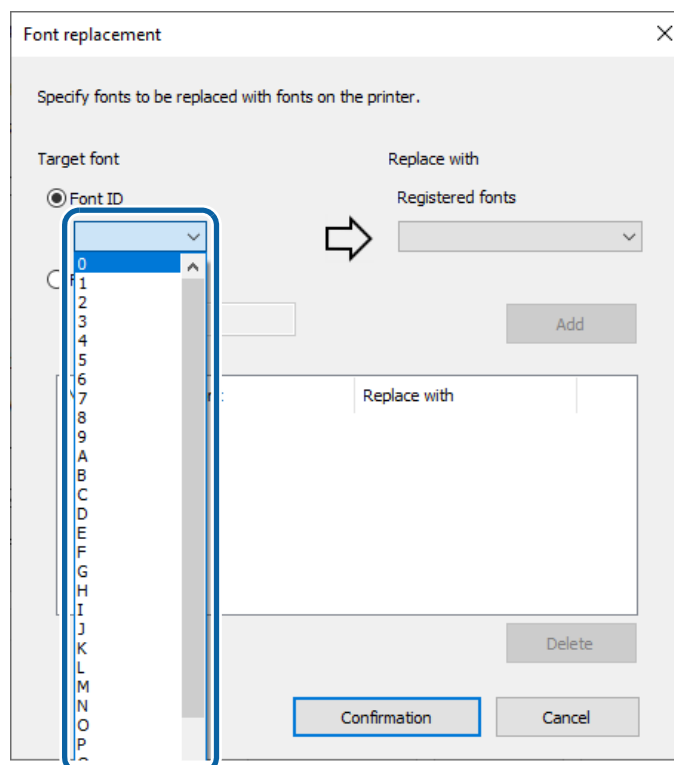 Font replacement
Specify fonts to be replaced with fonts on the printer.
Target font
Replace with
Font ID
Registered fonts
0
1
2
3
4
5
6
7
8
9
A
B
C
D
E
F
G
H
I
J
K
L
M
N
O
P
Add
Replace with
Delete
Confirmation
Cancel